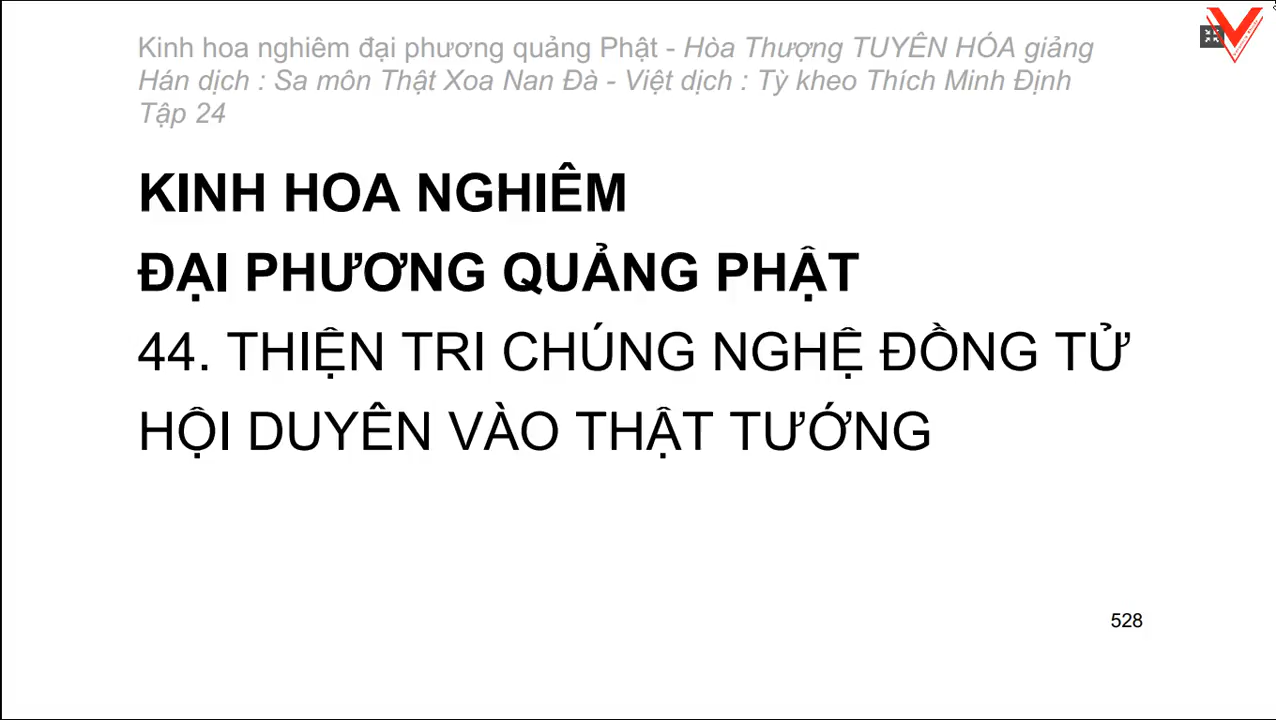 Kinh hoa nghiêm đại phương quảng Phật - Hòa Thượng TUYÊN HÓA giảng
Hán dịch : Sa môn Thật Xoa Nan Đà - Việt dịch : Tỳ kheo Thích Minh Định
Tập 24
KINH HOA NGHIÊM
ĐẠI PHƯƠNG QUẢNG PHẬT
44. THIỆN TRI CHÚNG NGHỆ ĐỒNG TỬ
HỘI DUYÊN VÀO THẬT TƯỚNG
528